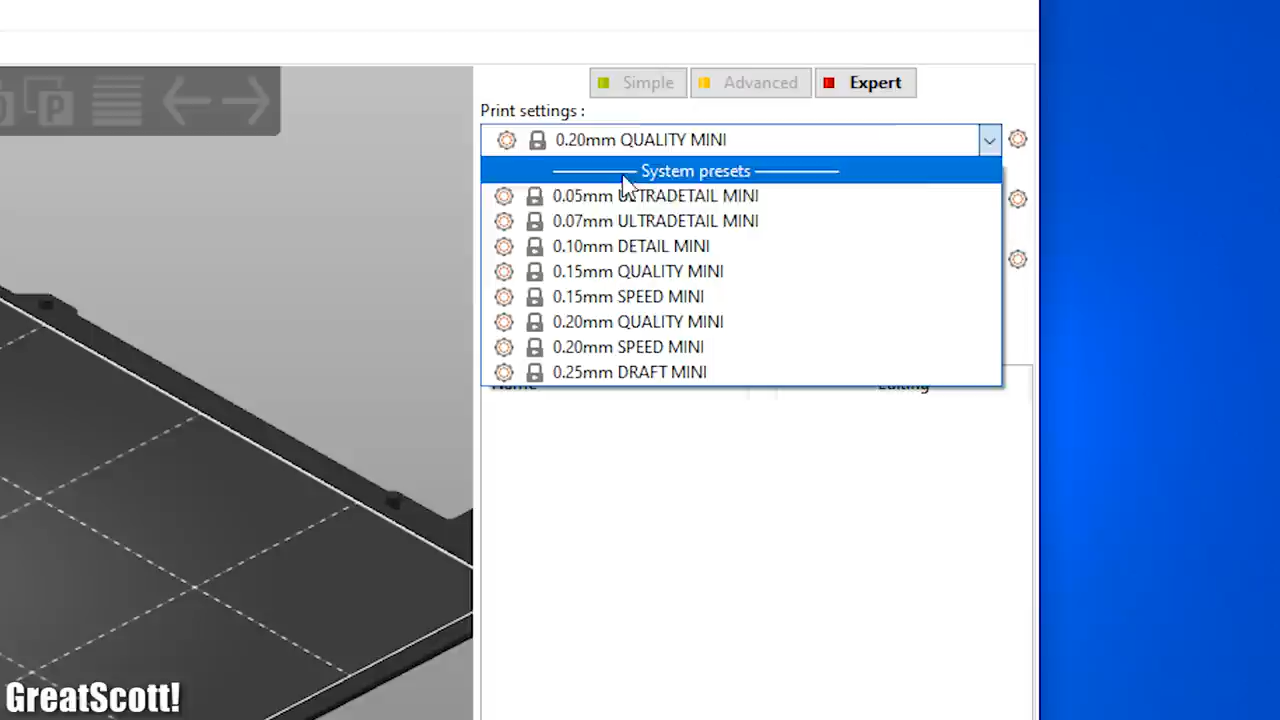 Simple
Advanced
Expert
Print settings :
0.20mm QUALITY MINI
System presets
0.05mm ULTRADETAIL MINI
0.07mm ULTRADETAIL MINI
0.10mm DETAIL MINI
0.15mm QUALITY MINI
0.15mm SPEED MINI
0.20mm QUALITY MINI
0.20mm SPEED MINI
0.25mm DRAFT MINI
Name
Editing
GreatScott!